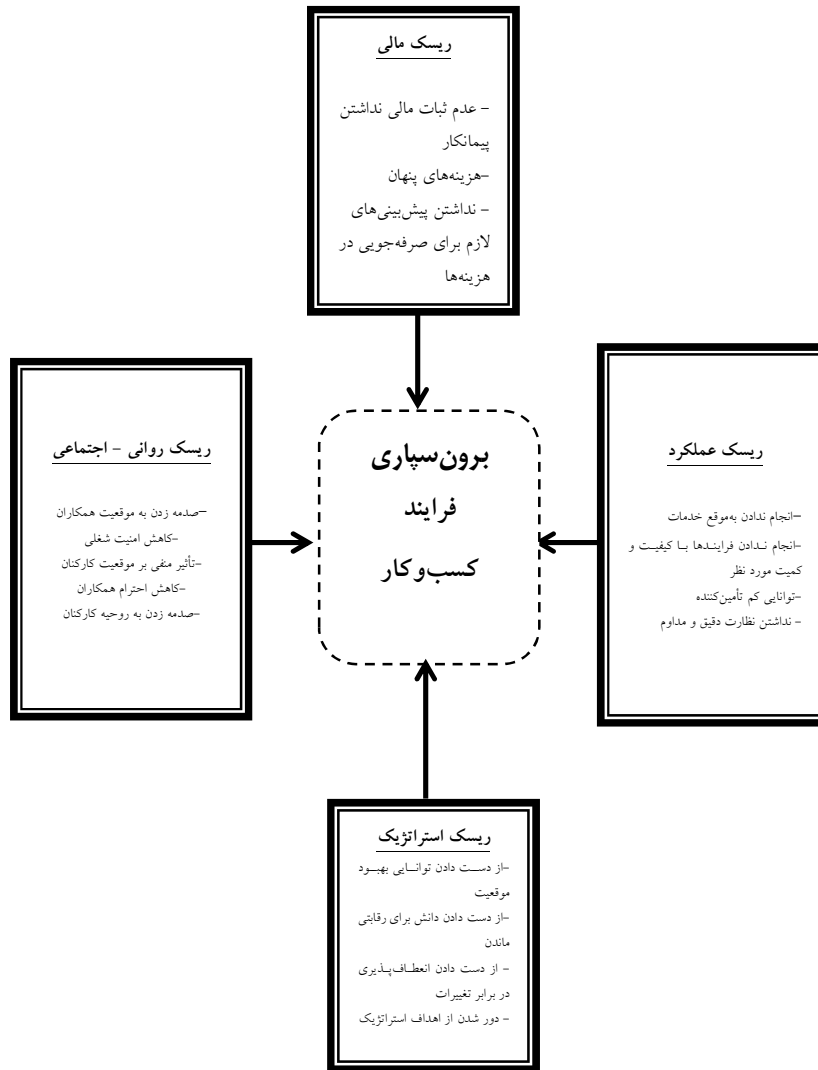 ریسک مالی
- عدم ثبات مالی نداشتن
پیمانکار
-هزینه‌های پنهان
- نداشتن پیش‌بینی‌های
لازم برای صرفه‌جویی در
هزینه‌ها
ریسک عملکرد
-انجام ندادن به‌موقع خدمات
-انجام ندادن فرایندها با کیفیت و
کمیت مورد نظر
-توانایی کم تأمین‌کننده
- نداشتن نظارت دقیق و مداوم
برون‌سپاری
فرایند
کسب‌وکار
ریسک روانی - اجتماعی
-صدمه زدن به موقعیت همکاران
-کاهش امنیت شغلی
-تأثیر منفی بر موقعیت کارکنان
-کاهش احترام همکاران
-صدمه زدن به روحیه کارکنان
ریسک استراتژیک
-از دست دادن توانایی بهبود
موقعیت
-از دست دادن دانش برای رقابتی
ماندن
- از دست دادن انعطاف‌پذیری
در برابر تغییرات
- دور شدن از اهداف استراتژیک